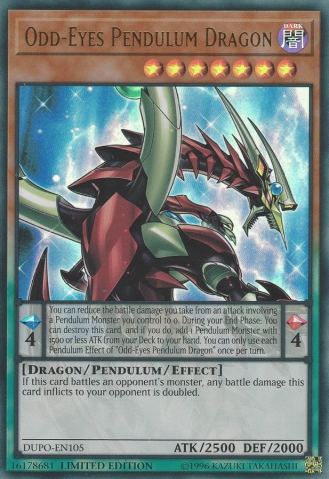 ODD-EYES PENDULUM DRAGON
DARK
闇
You can reduce the battle damage you take from an attack involving
a Pendulum Monster you control to 0. During your End Phase: You
can destroy this card, and if you do, add 1 Pendulum Monster with
1500 or less ATK from your Deck to your hand. You can only use each
Pendulum Effect of "Odd-Eyes Pendulum Dragon" once per turn.
4
4
[DRAGON/PENDULUM/EFFECT]
If this card battles an opponent's monster, any battle damage this
card inflicts to your opponent is doubled.
DUPO-EN105
ATK/2500 DEF/2000
16178681
LIMITED EDITION
©1996 KAZUKI TAKAHASHI